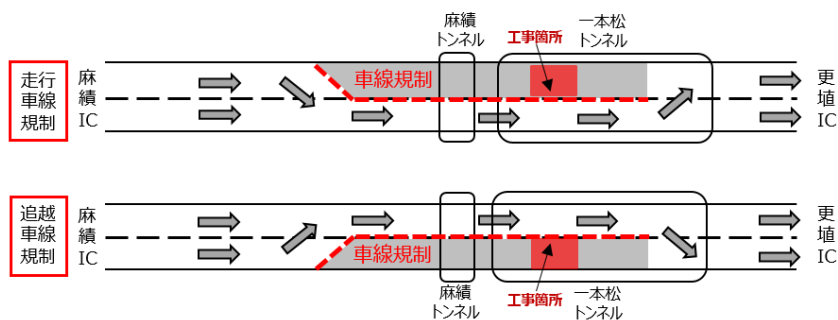 麻績
トンネル
工事箇所
一本松
トンネル
走行
車線
規制
麻
績
IC
車線規制
更
埴
IC
追越
車線
規制
麻
績
IC
車線規制
更
埴
IC
麻績
トンネル
工事箇所
一本松
トンネル